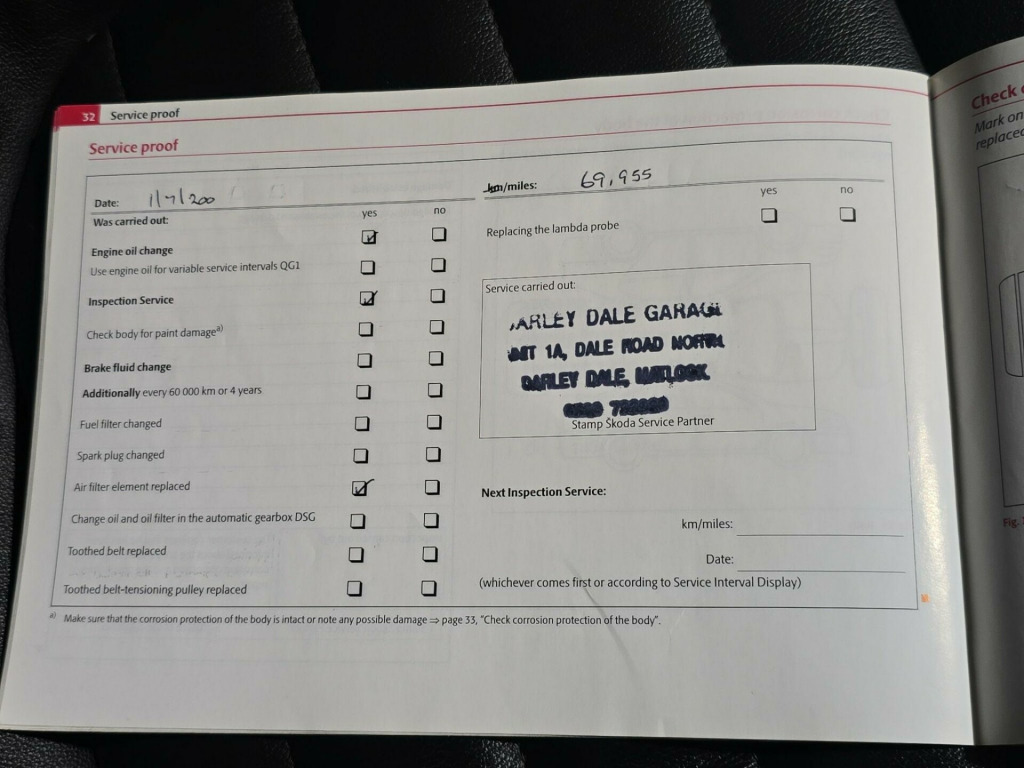 32 Service proof
Service proof
Date: 1/7/200
km/miles: 69,955
Was carried out:
yes no
yes no
Engine oil change
Replacing the lambda probe
Use engine oil for variable service intervals QG1
Inspection Service
Check body for paint damage a)
Brake fluid change
Additionally every 60 000 km or 4 years
Fuel filter changed
Spark plug changed
Air filter element replaced
Change oil and oil filter in the automatic gearbox DSG
Toothed belt replaced
Toothed belt-tensioning pulley replaced
Service carried out:
ARLEY DALE GARAG
1A, DALE ROAD NORTH
DARLEY DALE, MATLOCK
Stamp Škoda Service Partner
Next Inspection Service:
km/miles:
Date:
(whichever comes first or according to Service Interval Display)
a) Make sure that the corrosion protection of the body is intact or note any possible damage ⇒ page 33, "Check corrosion protection of the body".
Check
Mark on
replaced
Fig.